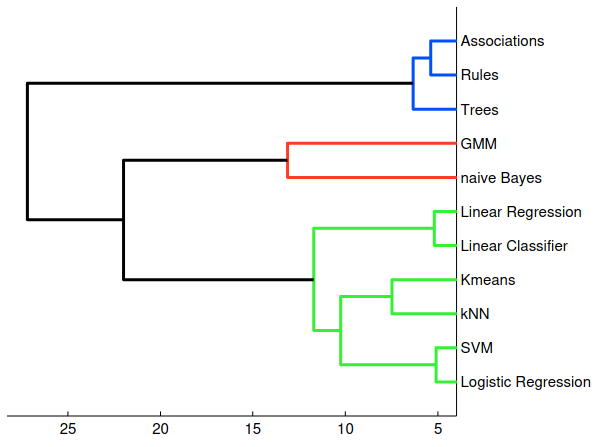 Associations
Rules
Trees
GMM
naive Bayes
Linear Regression
Linear Classifier
Kmeans
kNN
SVM
Logistic Regression
25 20 15 10 5